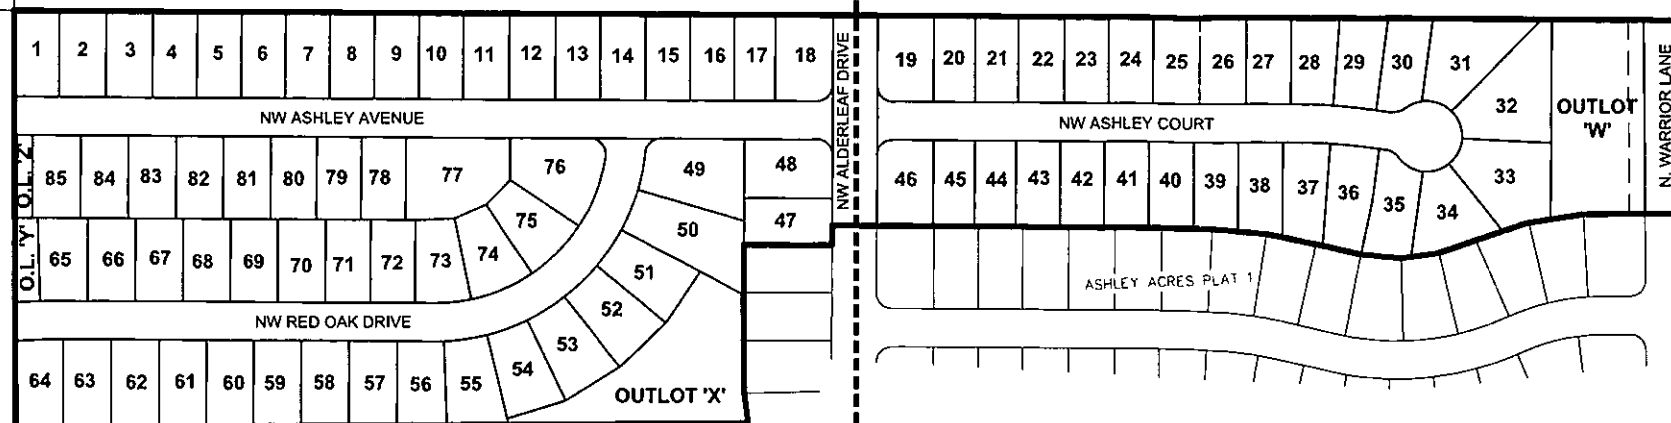 1 2 3 4 5 6 7 8 9 10 11 12 13 14 15 16 17 18
NW ALDERLEAF DRIVE
19 20 21 22 23 24 25 26 27 28 29 30 31
32
OUTLOT
'W'
N. WARRIOR LANE
NW ASHLEY AVENUE
NW ASHLEY COURT
O.L. 'Z'
85 84 83 82 81 80 79 78 77 76
49 48
46 45 44 43 42 41 40 39 38 37 36 35 34 33
75
50 47
O.L. 'Y'
65 66 67 68 69 70 71 72 73 74
51
52
53
54
ASHLEY ACRES PLAT 1
NW RED OAK DRIVE
64 63 62 61 60 59 58 57 56 55
OUTLOT 'X'